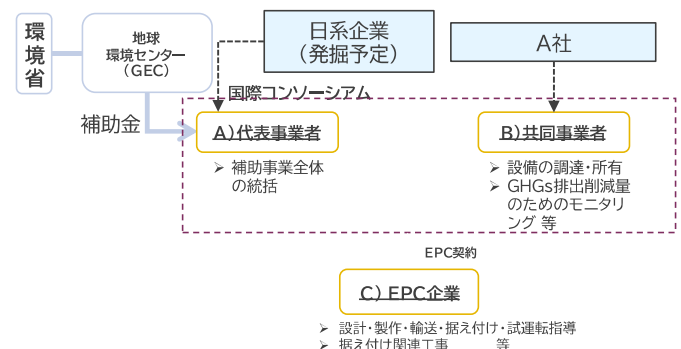 環境省
地球
環境センター
（GEC）
日系企業
（発掘予定）
A社
国際コンソーシアム
補助金
A）代表事業者
B）共同事業者
➢ 補助事業全体
の統括
➢ 設備の調達・所有
➢ GHGs排出削減量
のためのモニタリ
ング 等
EPC契約
C） EPC企業
➢ 設計・製作・輸送・据え付け・試運転指導
➢ 据え付け関連工事 等